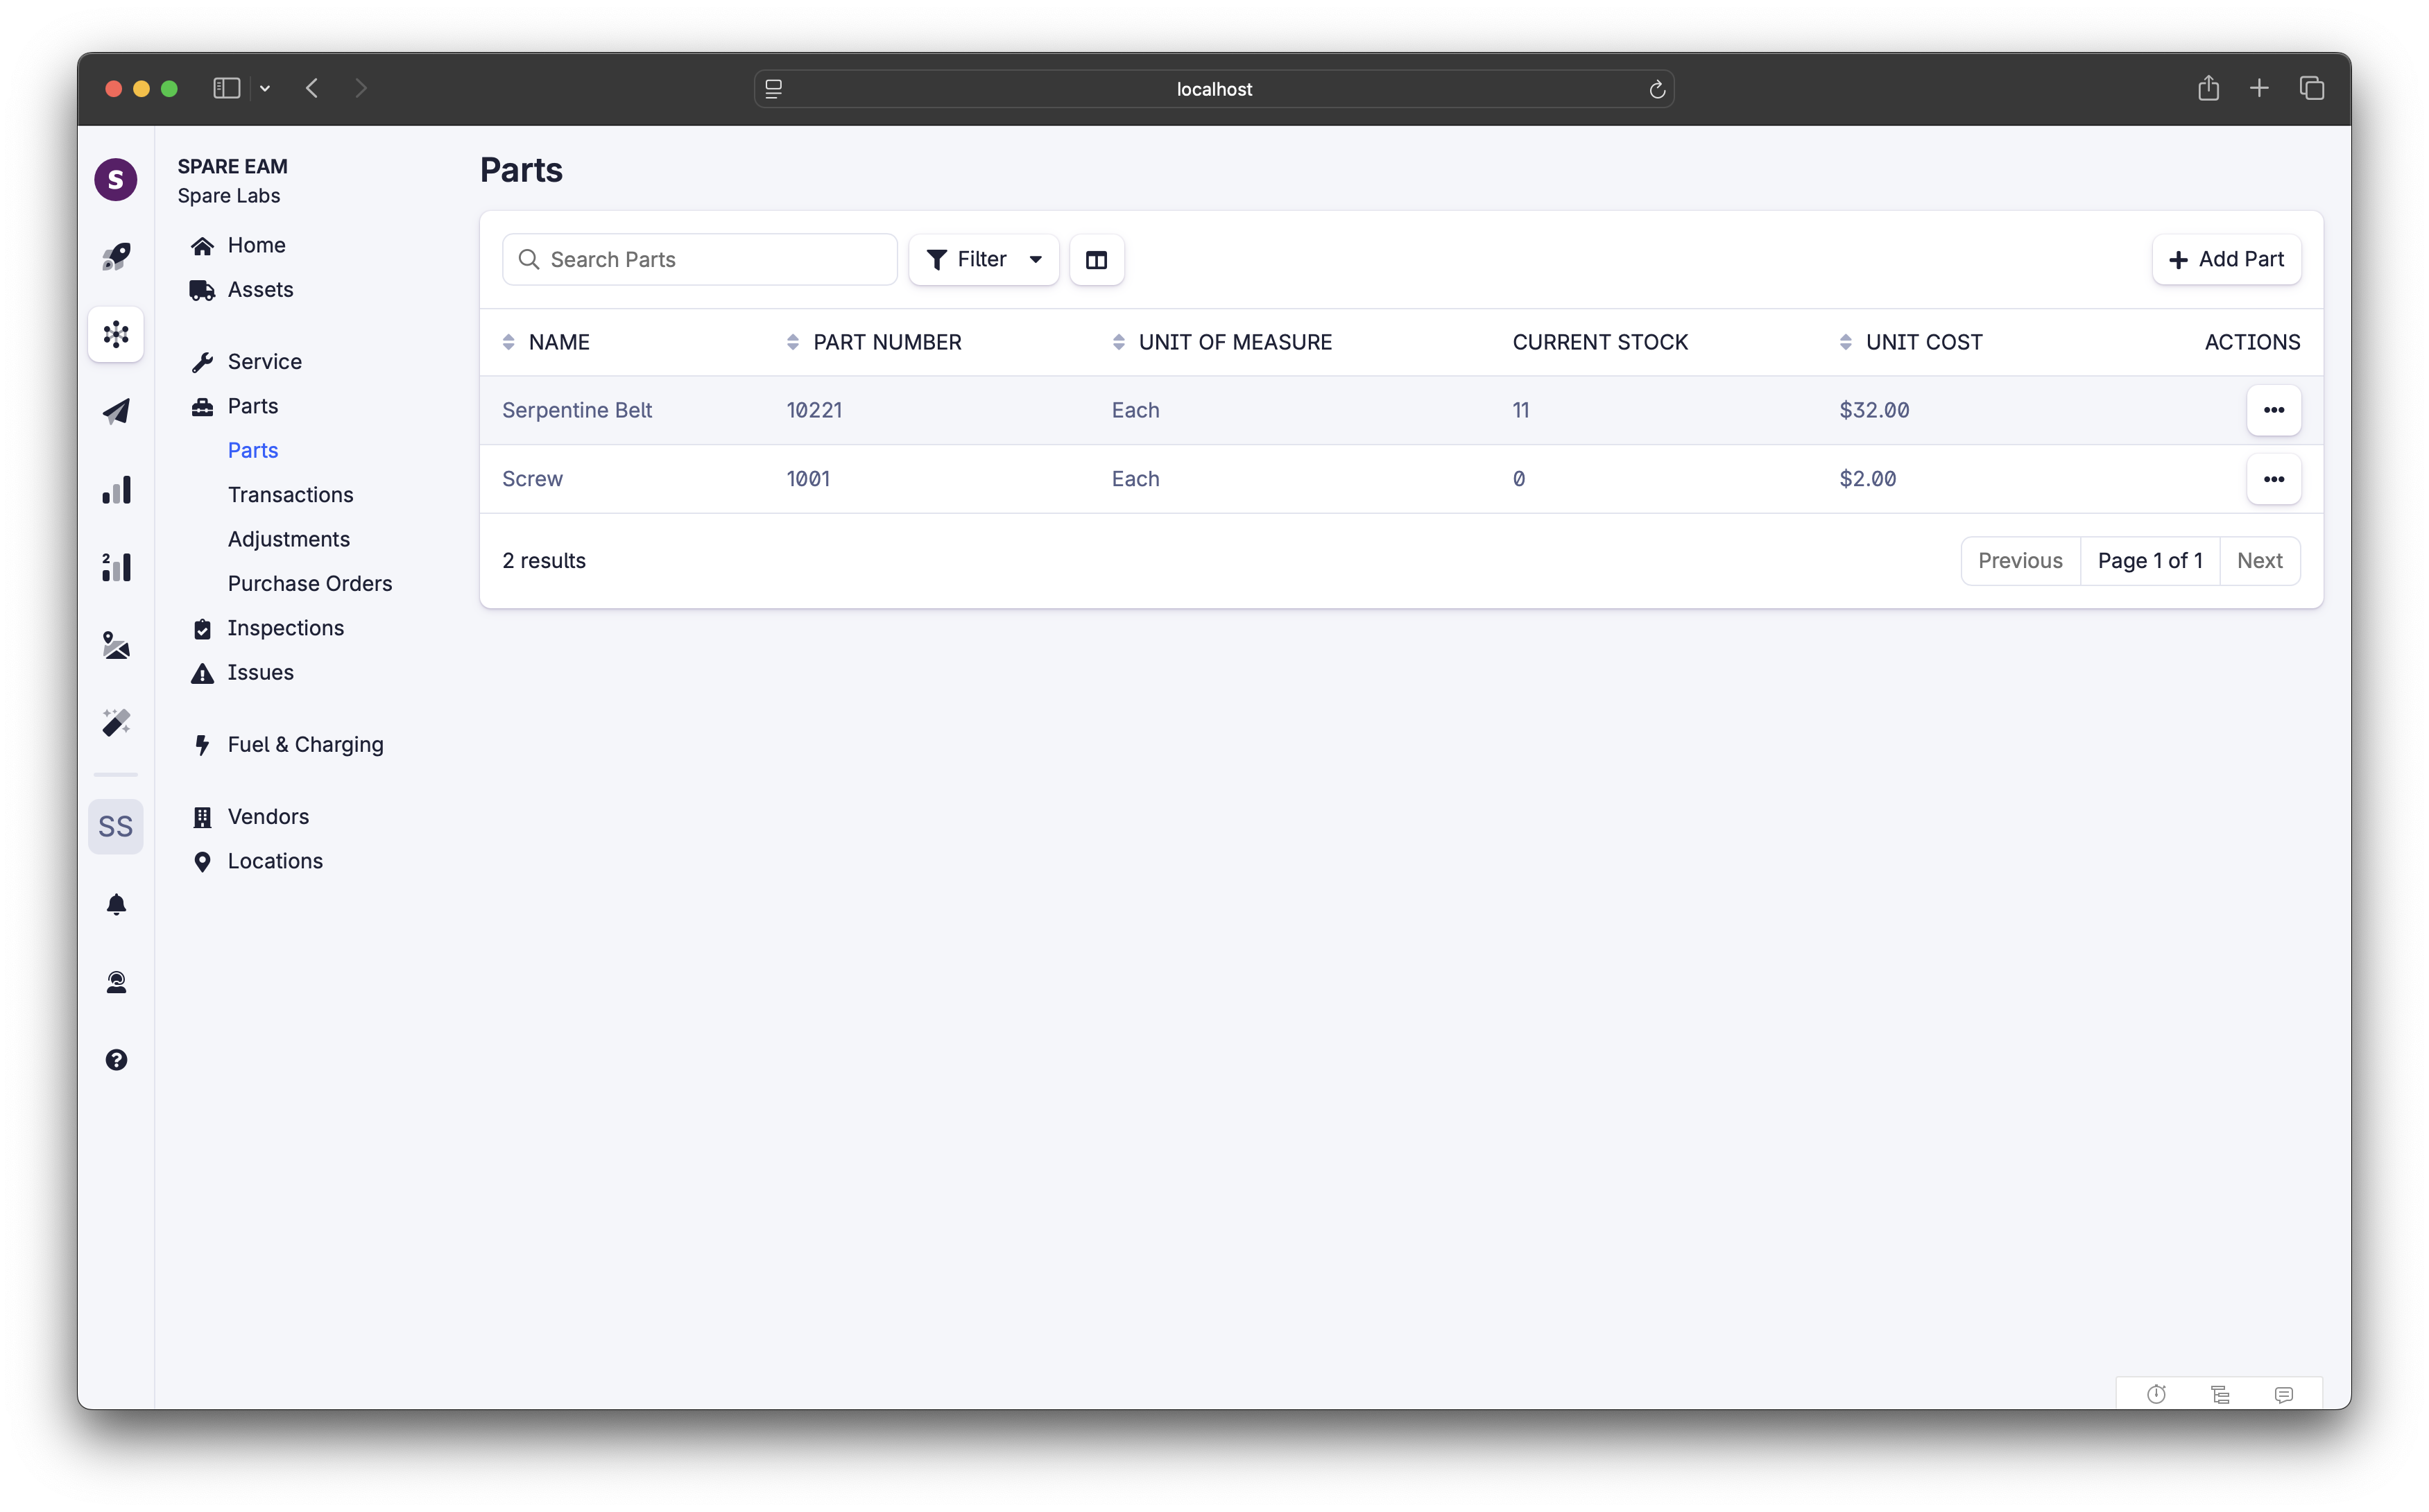 localhost
S
SPARE EAM
Spare Labs
Home
Assets
Service
Parts
Parts
Transactions
Adjustments
Purchase Orders
Inspections
Issues
Fuel & Charging
Vendors
Locations
2
SS
Parts
Search Parts
Filter
Add Part
NAME PART NUMBER UNIT OF MEASURE CURRENT STOCK UNIT COST ACTIONS
Serpentine Belt 10221 Each 11 $32.00
Screw 1001 Each 0 $2.00
2 results
Previous Page 1 of 1 Next